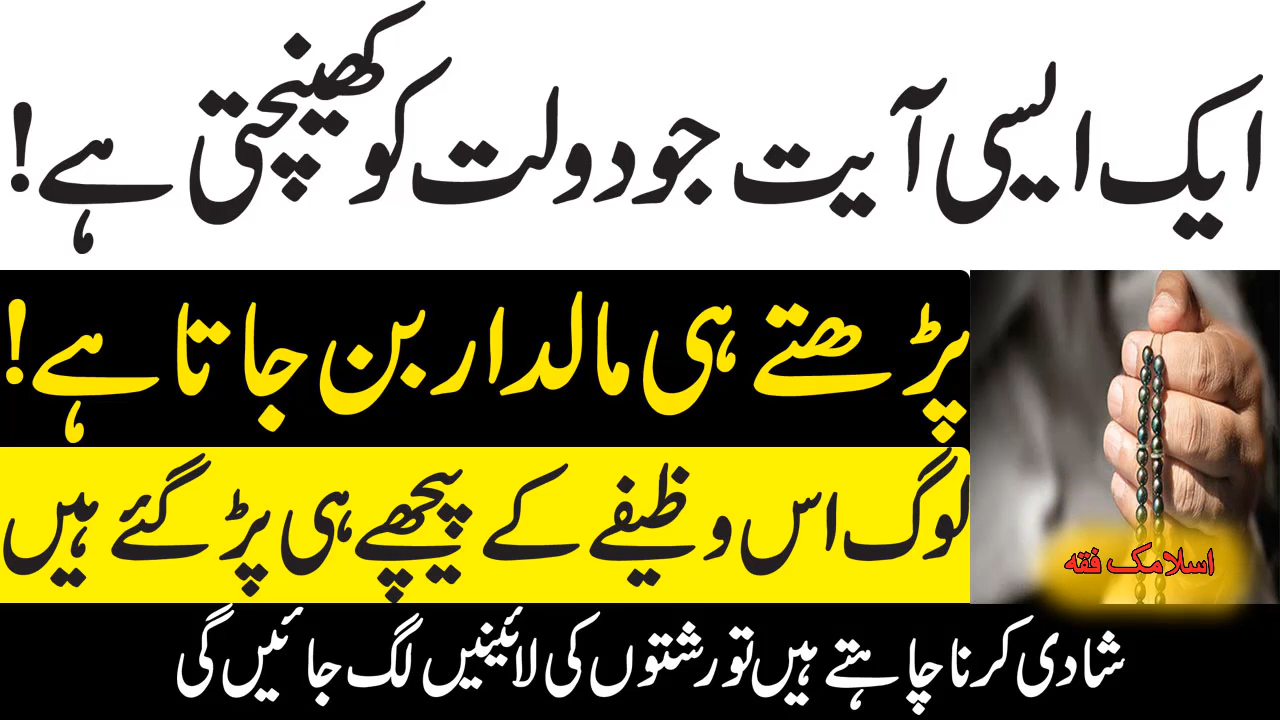 ایک ایسی آیت جو دولت کو کھینچتی ہے!
پڑھتے ہی مالدار بن جاتا ہے!
لوگ اس وظیفے کے پیچھے ہی پڑ گئے ہیں
اسلامک فقه
شادی کرنا چاہتے ہیں تو رشتوں کی لائینیں لگ جائیں گی